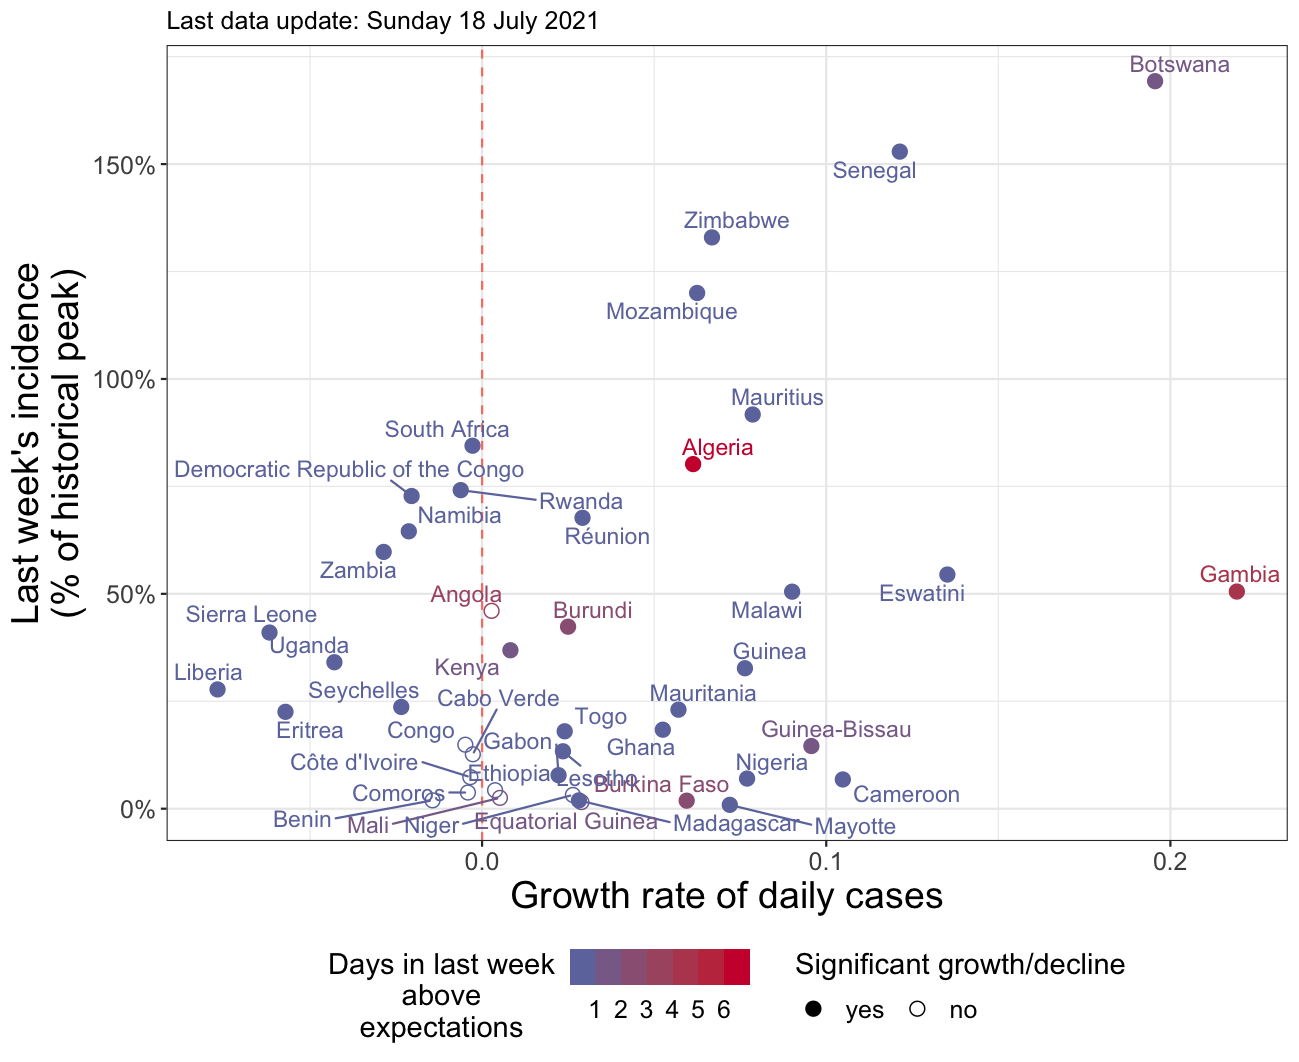 Last data update: Sunday 18 July 2021
Last week's incidence
(% of historical peak)
150%
100%
50%
0%
Botswana
Senegal
Zimbabwe
Mozambique
Mauritius
South Africa
Algeria
Democratic Republic of the Congo
Rwanda
Namibia
Réunion
Zambia
Gambia
Angola
Eswatini
Sierra Leone
Burundi
Malawi
Uganda
Guinea
Liberia
Kenya
Seychelles
Mauritania
Cabo Verde
Togo
Eritrea
Congo
Guinea-Bissau
Gabon
Ghana
Côte d'Ivoire
Nigeria
Ethiopia
Lesotho
Burkina Faso
Comoros
Cameroon
Benin
Mali
Niger
Equatorial Guinea
Madagascar
Mayotte
0.0
0.1
0.2
Growth rate of daily cases
Days in last week
above
expectations
1 2 3 4 5 6
Significant growth/decline
yes
no